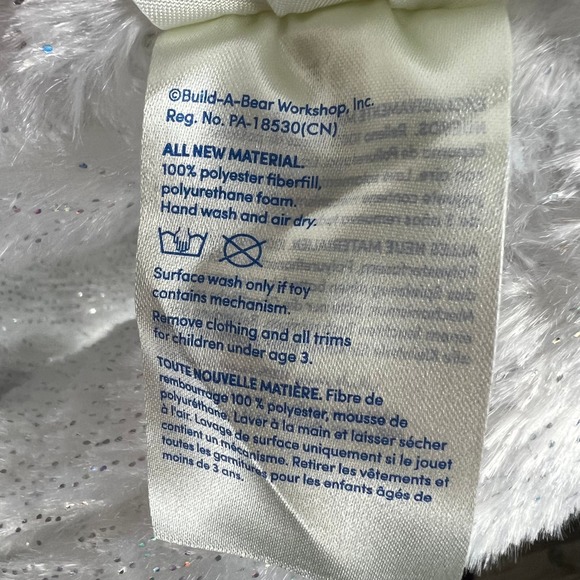 ©Build-A-Bear Workshop, Inc.
Reg. No. PA-18530(CN)
ALL NEW MATERIAL.
100% polyester fiberfill,
polyurethane foam.
Hand wash and air dry.
Surface wash only if toy
contains mechanism.
Remove clothing and all trims
for children under age 3.
TOUTE NOUVELLE MATIÈRE. Fibre de
rembourrage 100 % polyester, mousse de
polyuréthane. Laver à la main et laisser sécher
à l'air. Lavage de surface uniquement si le jouet
contient un mécanisme. Retirer les vêtements et
toutes les garnitures pour les enfants âgés de
moins de 3 ans.